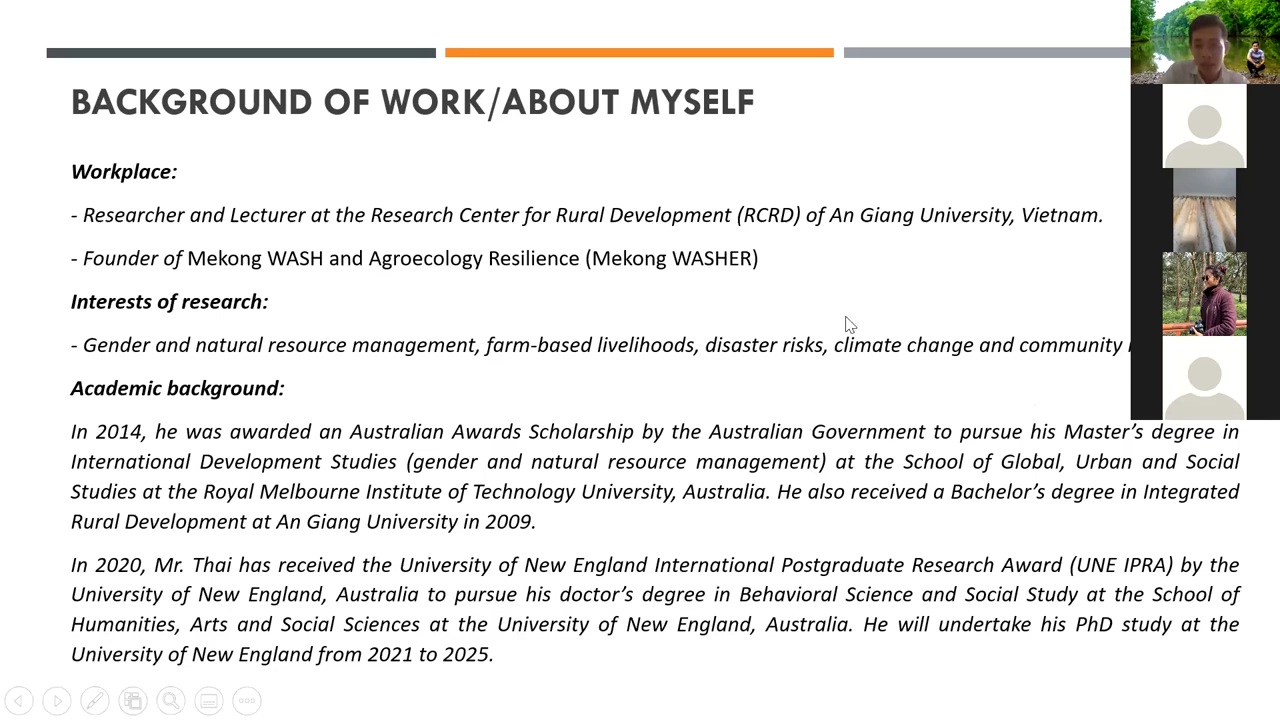 BACKGROUND OF WORK/ABOUT MYSELF
Workplace:
- Researcher and Lecturer at the Research Center for Rural Development (RCRD) of An Giang University, Vietnam.
- Founder of Mekong WASH and Agroecology Resilience (Mekong WASHER)
Interests of research:
- Gender and natural resource management, farm-based livelihoods, disaster risks, climate change and community
Academic background:
In 2014, he was awarded an Australian Awards Scholarship by the Australian Government to pursue his Master's degree in
International Development Studies (gender and natural resource management) at the School of Global, Urban and Social
Studies at the Royal Melbourne Institute of Technology University, Australia. He also received a Bachelor's degree in Integrated
Rural Development at An Giang University in 2009.
In 2020, Mr. Thai has received the University of New England International Postgraduate Research Award (UNE IPRA) by the
University of New England, Australia to pursue his doctor's degree in Behavioral Science and Social Study at the School of
Humanities, Arts and Social Sciences at the University of New England, Australia. He will undertake his PhD study at the
University of New England from 2021 to 2025.